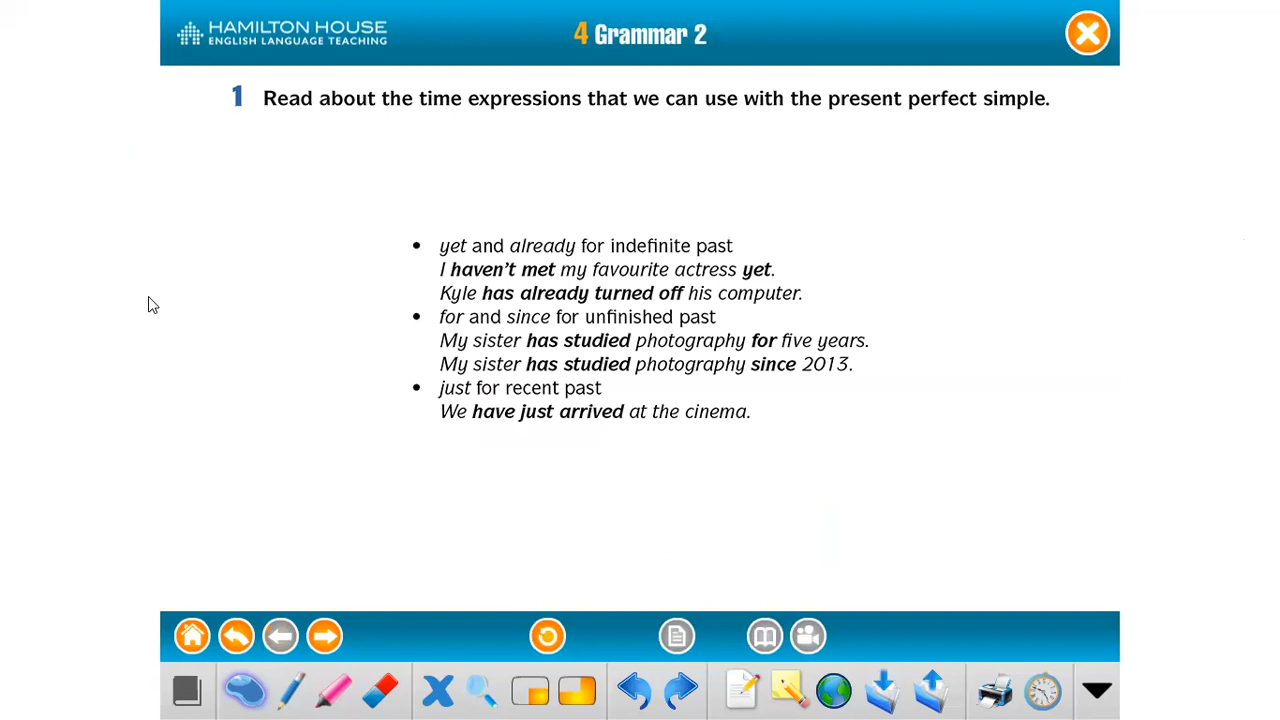 HAMILTON HOUSE
ENGLISH LANGUAGE TEACHING
4 Grammar 2
1 Read about the time expressions that we can use with the present perfect simple.
• yet and already for indefinite past
I haven't met my favourite actress yet.
Kyle has already turned off his computer.
• for and since for unfinished past
My sister has studied photography for five years.
My sister has studied photography since 2013.
• just for recent past
We have just arrived at the cinema.